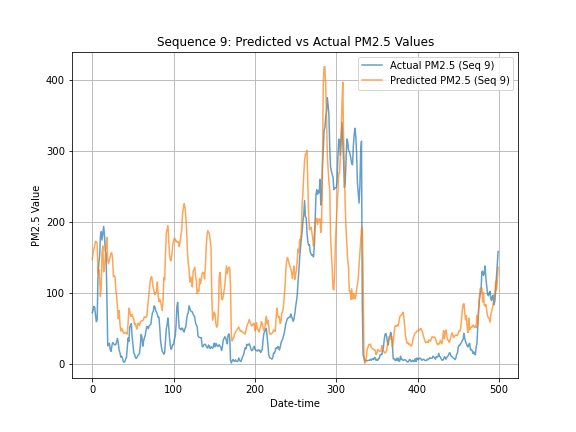 Sequence 9: Predicted vs Actual PM2.5 Values
Actual PM2.5 (Seq 9)
Predicted PM2.5 (Seq 9)
PM2.5 Value
400
300
200
100
0
0 100 200 300 400 500
Date-time